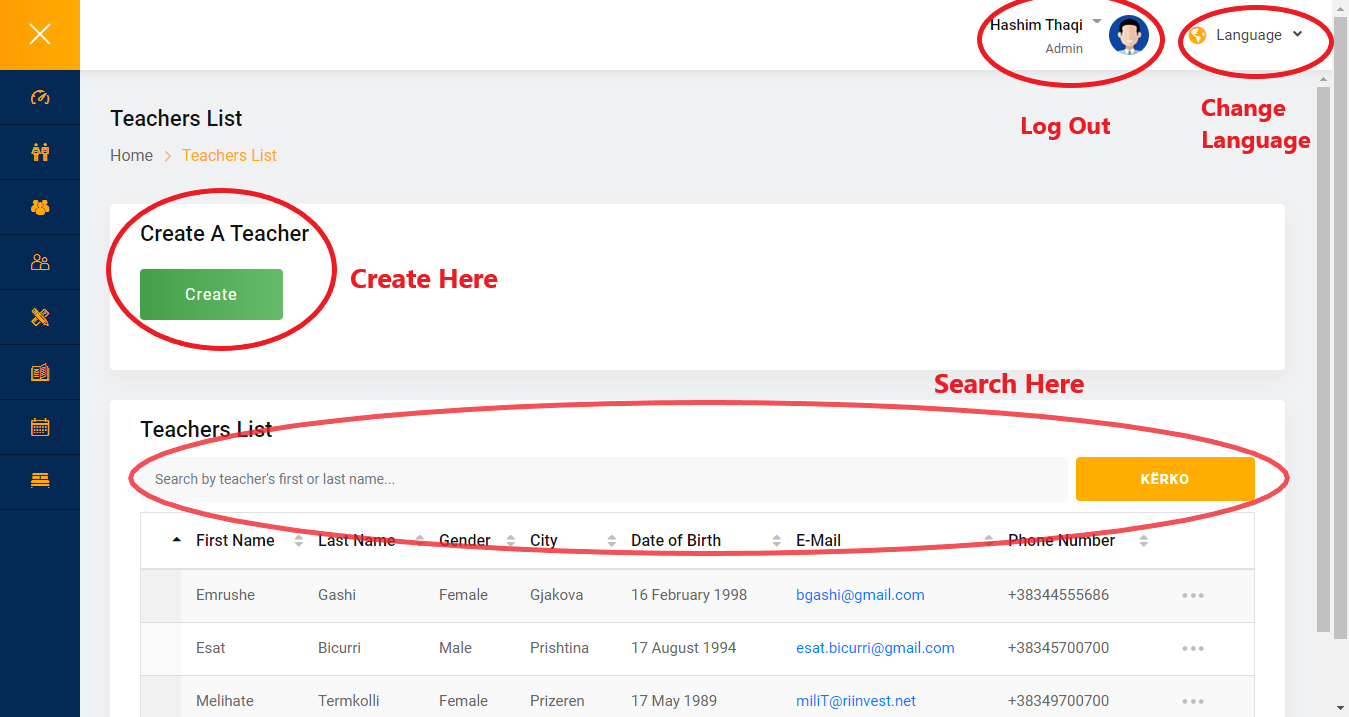 Hashim Thaqi
Admin
Language
Log Out
Change
Language
Teachers List
Home > Teachers List
Create A Teacher
Create
Create Here
Search Here
Teachers List
Search by teacher's first or last name...
KËRKO
First Name Last Name Gender City Date of Birth E-Mail Phone Number
Emrushe Gashi Female Gjakova 16 February 1998 bgashi@gmail.com +38344555686
Esat Bicurri Male Prishtina 17 August 1994 esat.bicurri@gmail.com +38345700700
Melihate Termkolli Female Prizeren 17 May 1989 miliT@riinvest.net +38349700700